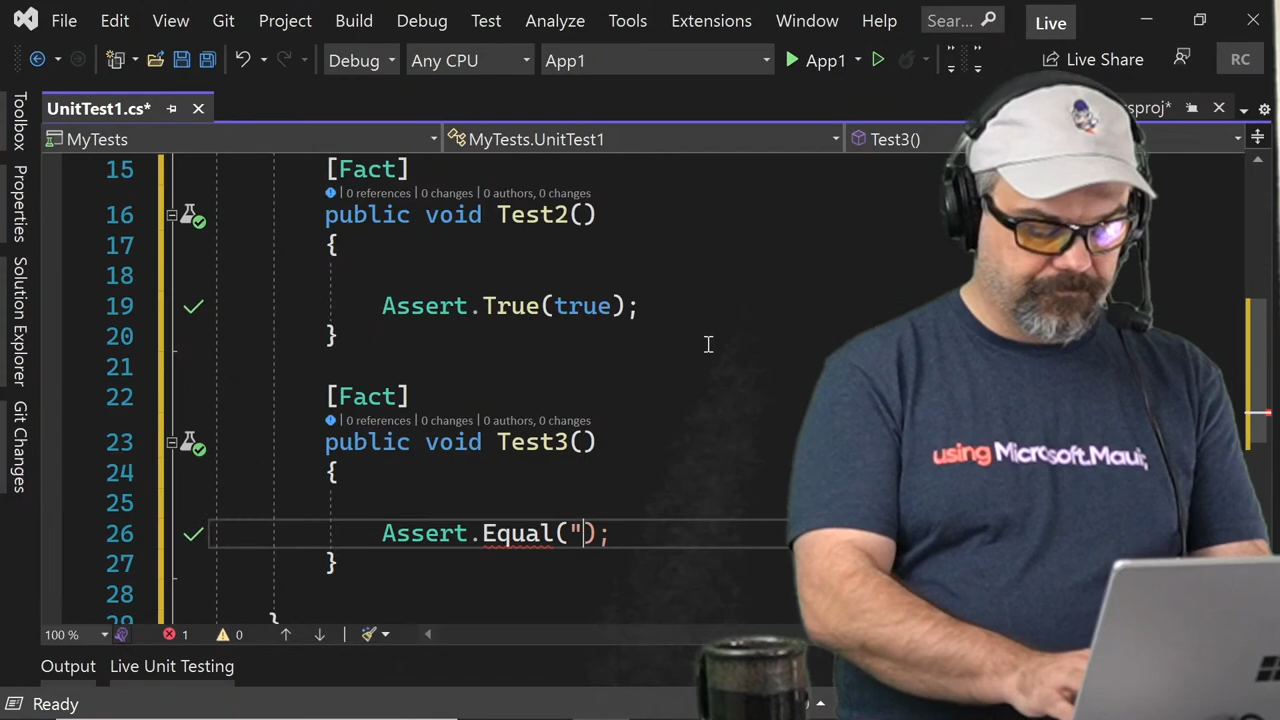 File Edit View Git Project Build Debug Test Analyze Tools Extensions Window Help Sear... Live
Debug Any CPU App1 App1 Live Share RC
UnitTest1.cs* sproj*
MyTests MyTests.UnitTest1 Test3()
Toolbox
Properties
Solution Explorer
Git Changes
15 [Fact]
0 references | 0 changes | 0 authors, 0 changes
16 public void Test2()
17 {
18
19 Assert.True(true);
20 }
21
22 [Fact]
0 references | 0 changes | 0 authors, 0 changes
23 public void Test3()
24 {
25
26 Assert.Equal(");
27 }
28
}
using Microsoft.Maui;
100 % 1 0
Output Live Unit Testing
Ready